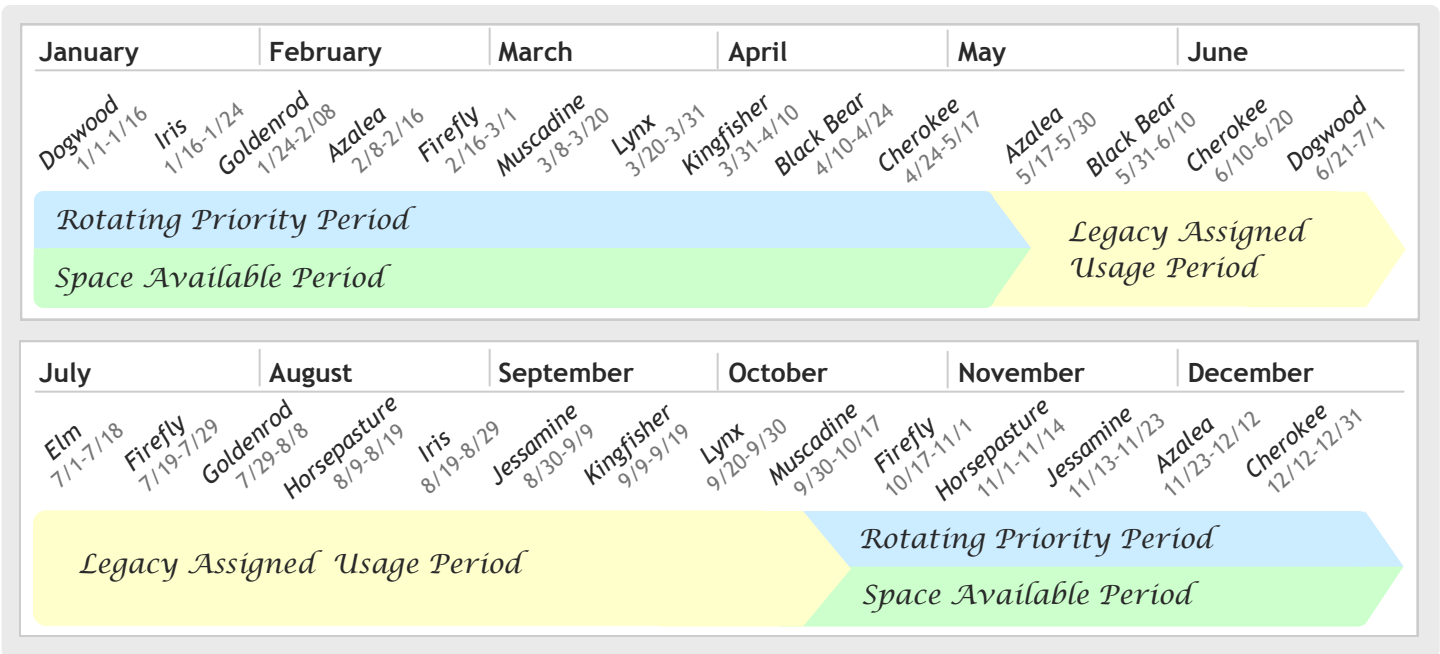 January February March April May June
Dogwood
1/1-1/16
Iris
1/16-1/24
Goldenrod
1/24-2/08
Azalea
2/8-2/16
Firefly
2/16-3/1
Muscadine
3/8-3/20
Lynx
3/20-3/31
Kingfisher
3/31-4/10
Black Bear
4/10-4/24
Cherokee
4/24-5/17
Azalea
5/17-5/30
Black Bear
5/31-6/10
Cherokee
6/10-6/20
Dogwood
6/21-7/1
Rotating Priority Period
Space Available Period
Legacy Assigned
Usage Period
July August September October November December
Elm
7/1-7/18
Firefly
7/19-7/29
Goldenrod
7/29-8/8
Horsepasture
8/9-8/19
Iris
8/19-8/29
Jessamine
8/30-9/9
Kingfisher
9/9-9/19
Lynx
9/20-9/30
Muscadine
9/30-10/17
Firefly
10/17-11/1
Horsepasture
11/1-11/14
Jessamine
11/13-11/23
Azalea
11/23-12/12
Cherokee
12/12-12/31
Legacy Assigned Usage Period
Rotating Priority Period
Space Available Period